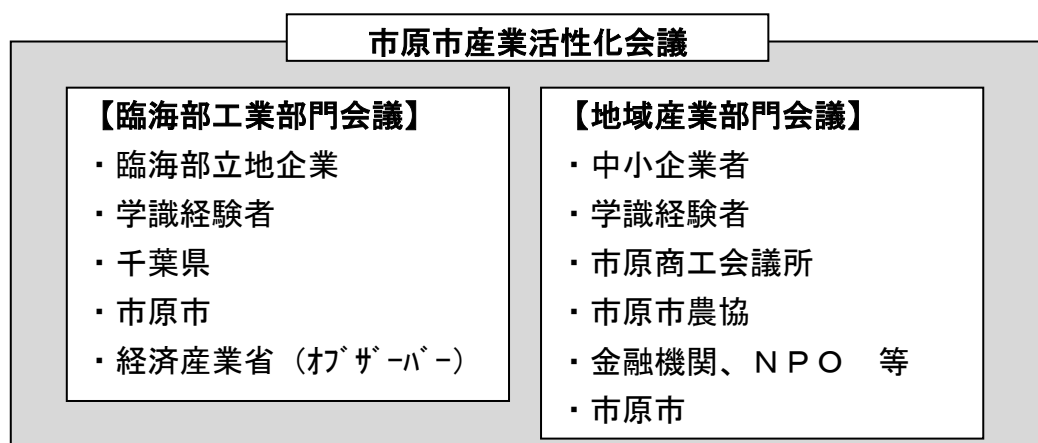 市原市産業活性化会議
【臨海部工業部門会議】
・臨海部立地企業
・学識経験者
・千葉県
・市原市
・経済産業省（ｵﾌﾞｻﾞｰﾊﾞｰ）
【地域産業部門会議】
・中小企業者
・学識経験者
・市原商工会議所
・市原市農協
・金融機関、ＮＰＯ　等
・市原市